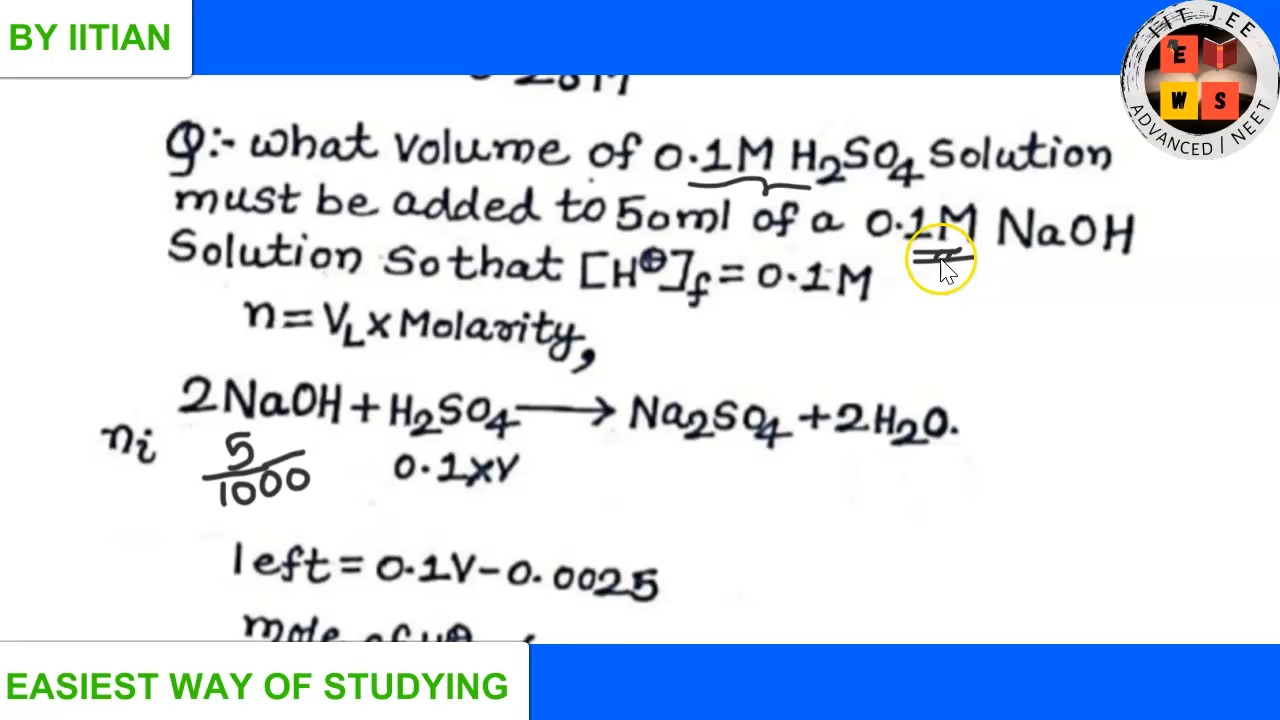 BY IITIAN
IIT JEE
E
W S
ADVANCED / NEET
Q:- What volume of 0.1M H₂SO₄ Solution
must be added to 50ml of a 0.1M NaOH
Solution So that [H⊕]f = 0.1M
n = VL × Molarity,
2NaOH + H₂SO₄ ⟶ Na₂SO₄ + 2H₂O.
ni 5/1000 0.1×V
left = 0.1V - 0.0025
EASIEST WAY OF STUDYING